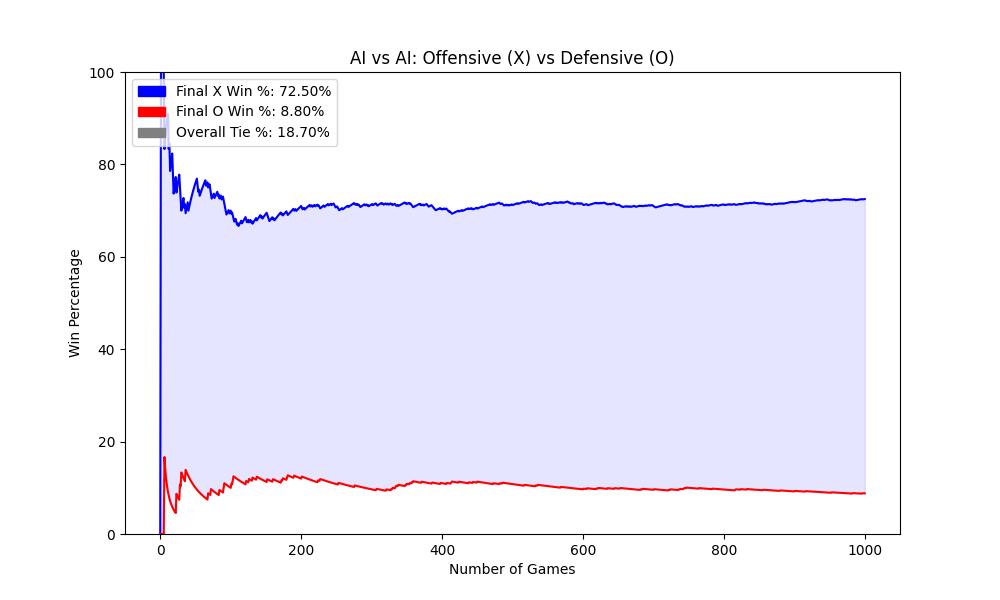 AI vs AI: Offensive (X) vs Defensive (O)
Final X Win %: 72.50%
Final O Win %: 8.80%
Overall Tie %: 18.70%
100
80
60
40
20
0
Win Percentage
0 200 400 600 800 1000
Number of Games